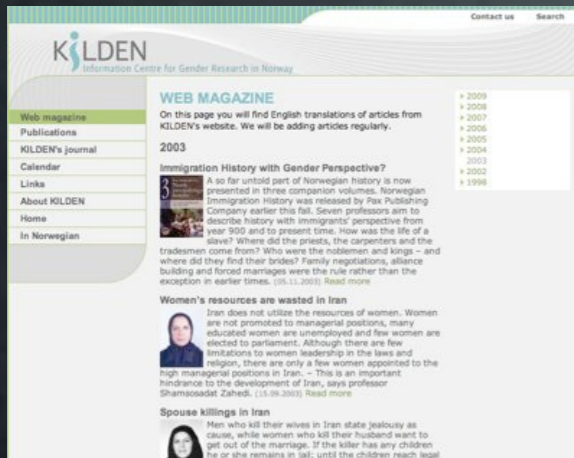 Contact us Search
KILDEN
Information Centre for Gender Research in Norway
Web magazine
Publications
KILDEN's journal
Calendar
Links
About KILDEN
Home
In Norwegian
WEB MAGAZINE
On this page you will find English translations of articles from
KILDEN's website. We will be adding articles regularly.
2003
Immigration History with Gender Perspective?
A so far untold part of Norwegian history is now
presented in three companion volumes. Norwegian
Immigration History was released by Pax Publishing
Company earlier this fall. Seven professors aim to
describe history with immigrants' perspective from
year 900 and to present time. How was the life of a
slave? Where did the priests, the carpenters and the
tradesmen come from? Who were the noblemen and kings – and
where did they find their brides? Family negotiations, alliance
building and forced marriages were the rule rather than the
exception in earlier times. (05.11.2003) Read more
Women's resources are wasted in Iran
Iran does not utilize the resources of women. Women
are not promoted to managerial positions, many
educated women are unemployed and few women are
elected to parliament. Although there are few
limitations to women leadership in the laws and
religion, there are only a few women appointed to the
high managerial positions in Iran. – This is an important
hindrance to the development of Iran, says professor
Shamsosadat Zahedi. (15.09.2003) Read more
Spouse killings in Iran
Men who kill their wives in Iran state jealousy as
cause, while women who kill their husband want to
get out of the marriage. If the killer has any children
he or she remains in jail; until the children reach legal
2009
2008
2007
2006
2005
2004
2003
2002
1998